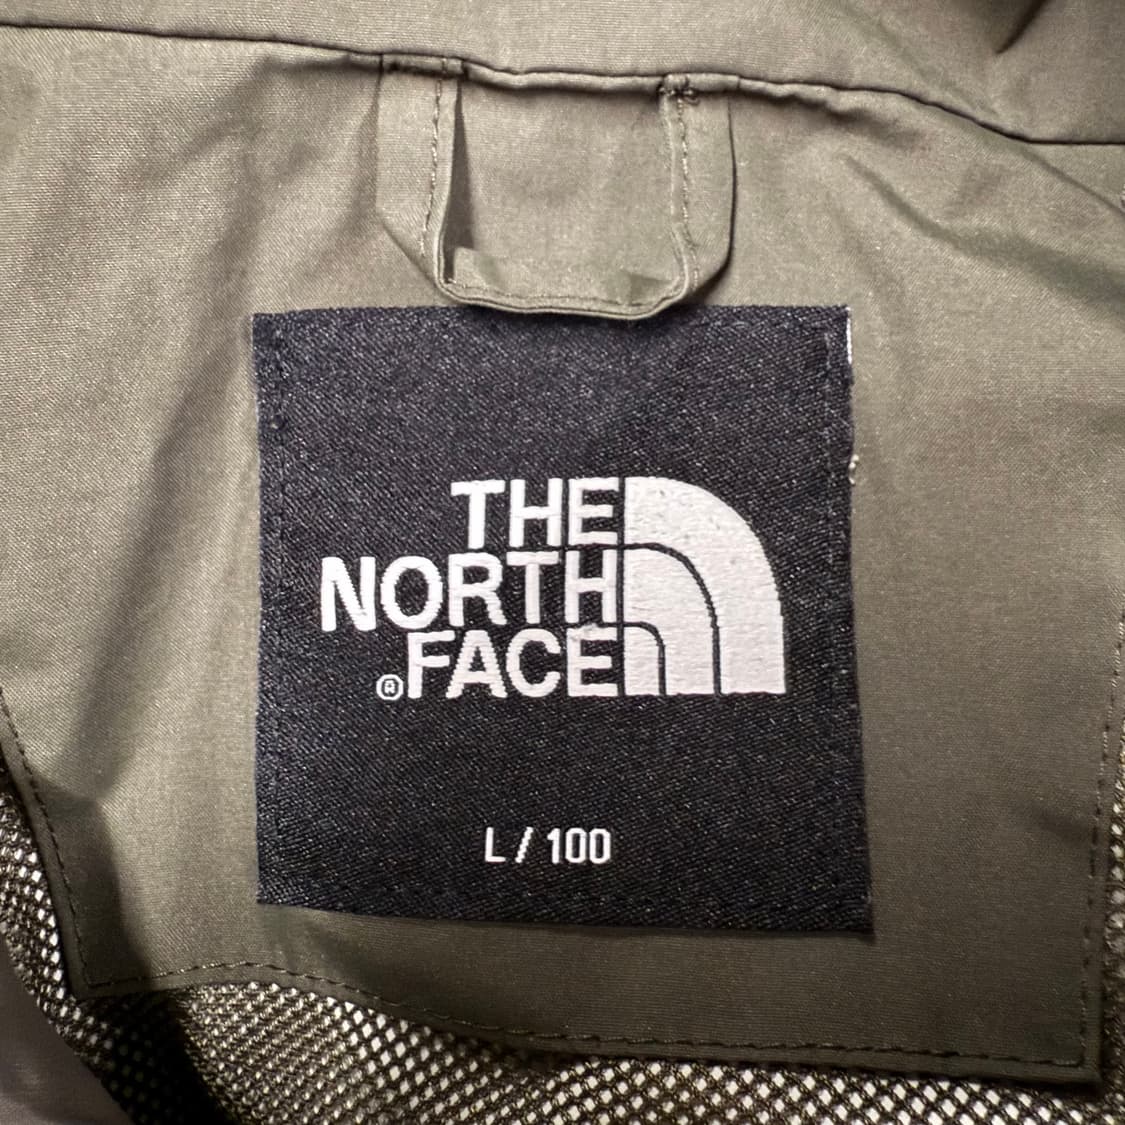 THE
NORTH
®FACE
L / 100